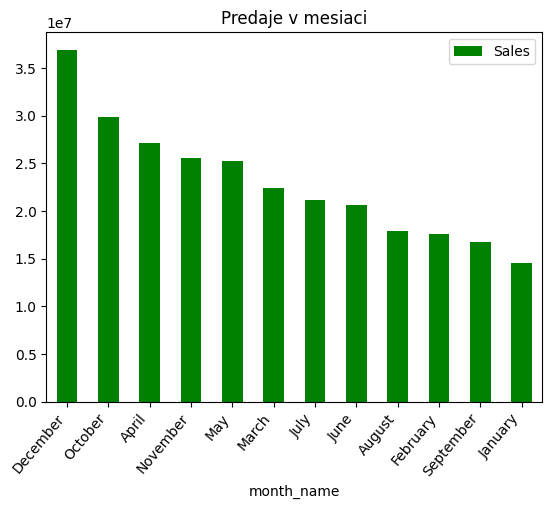 Predaje v mesiaci
1e7
Sales
3.5
3.0
2.5
2.0
1.5
1.0
0.5
0.0
December
October
April
November
May
March
July
June
August
February
September
January
month_name